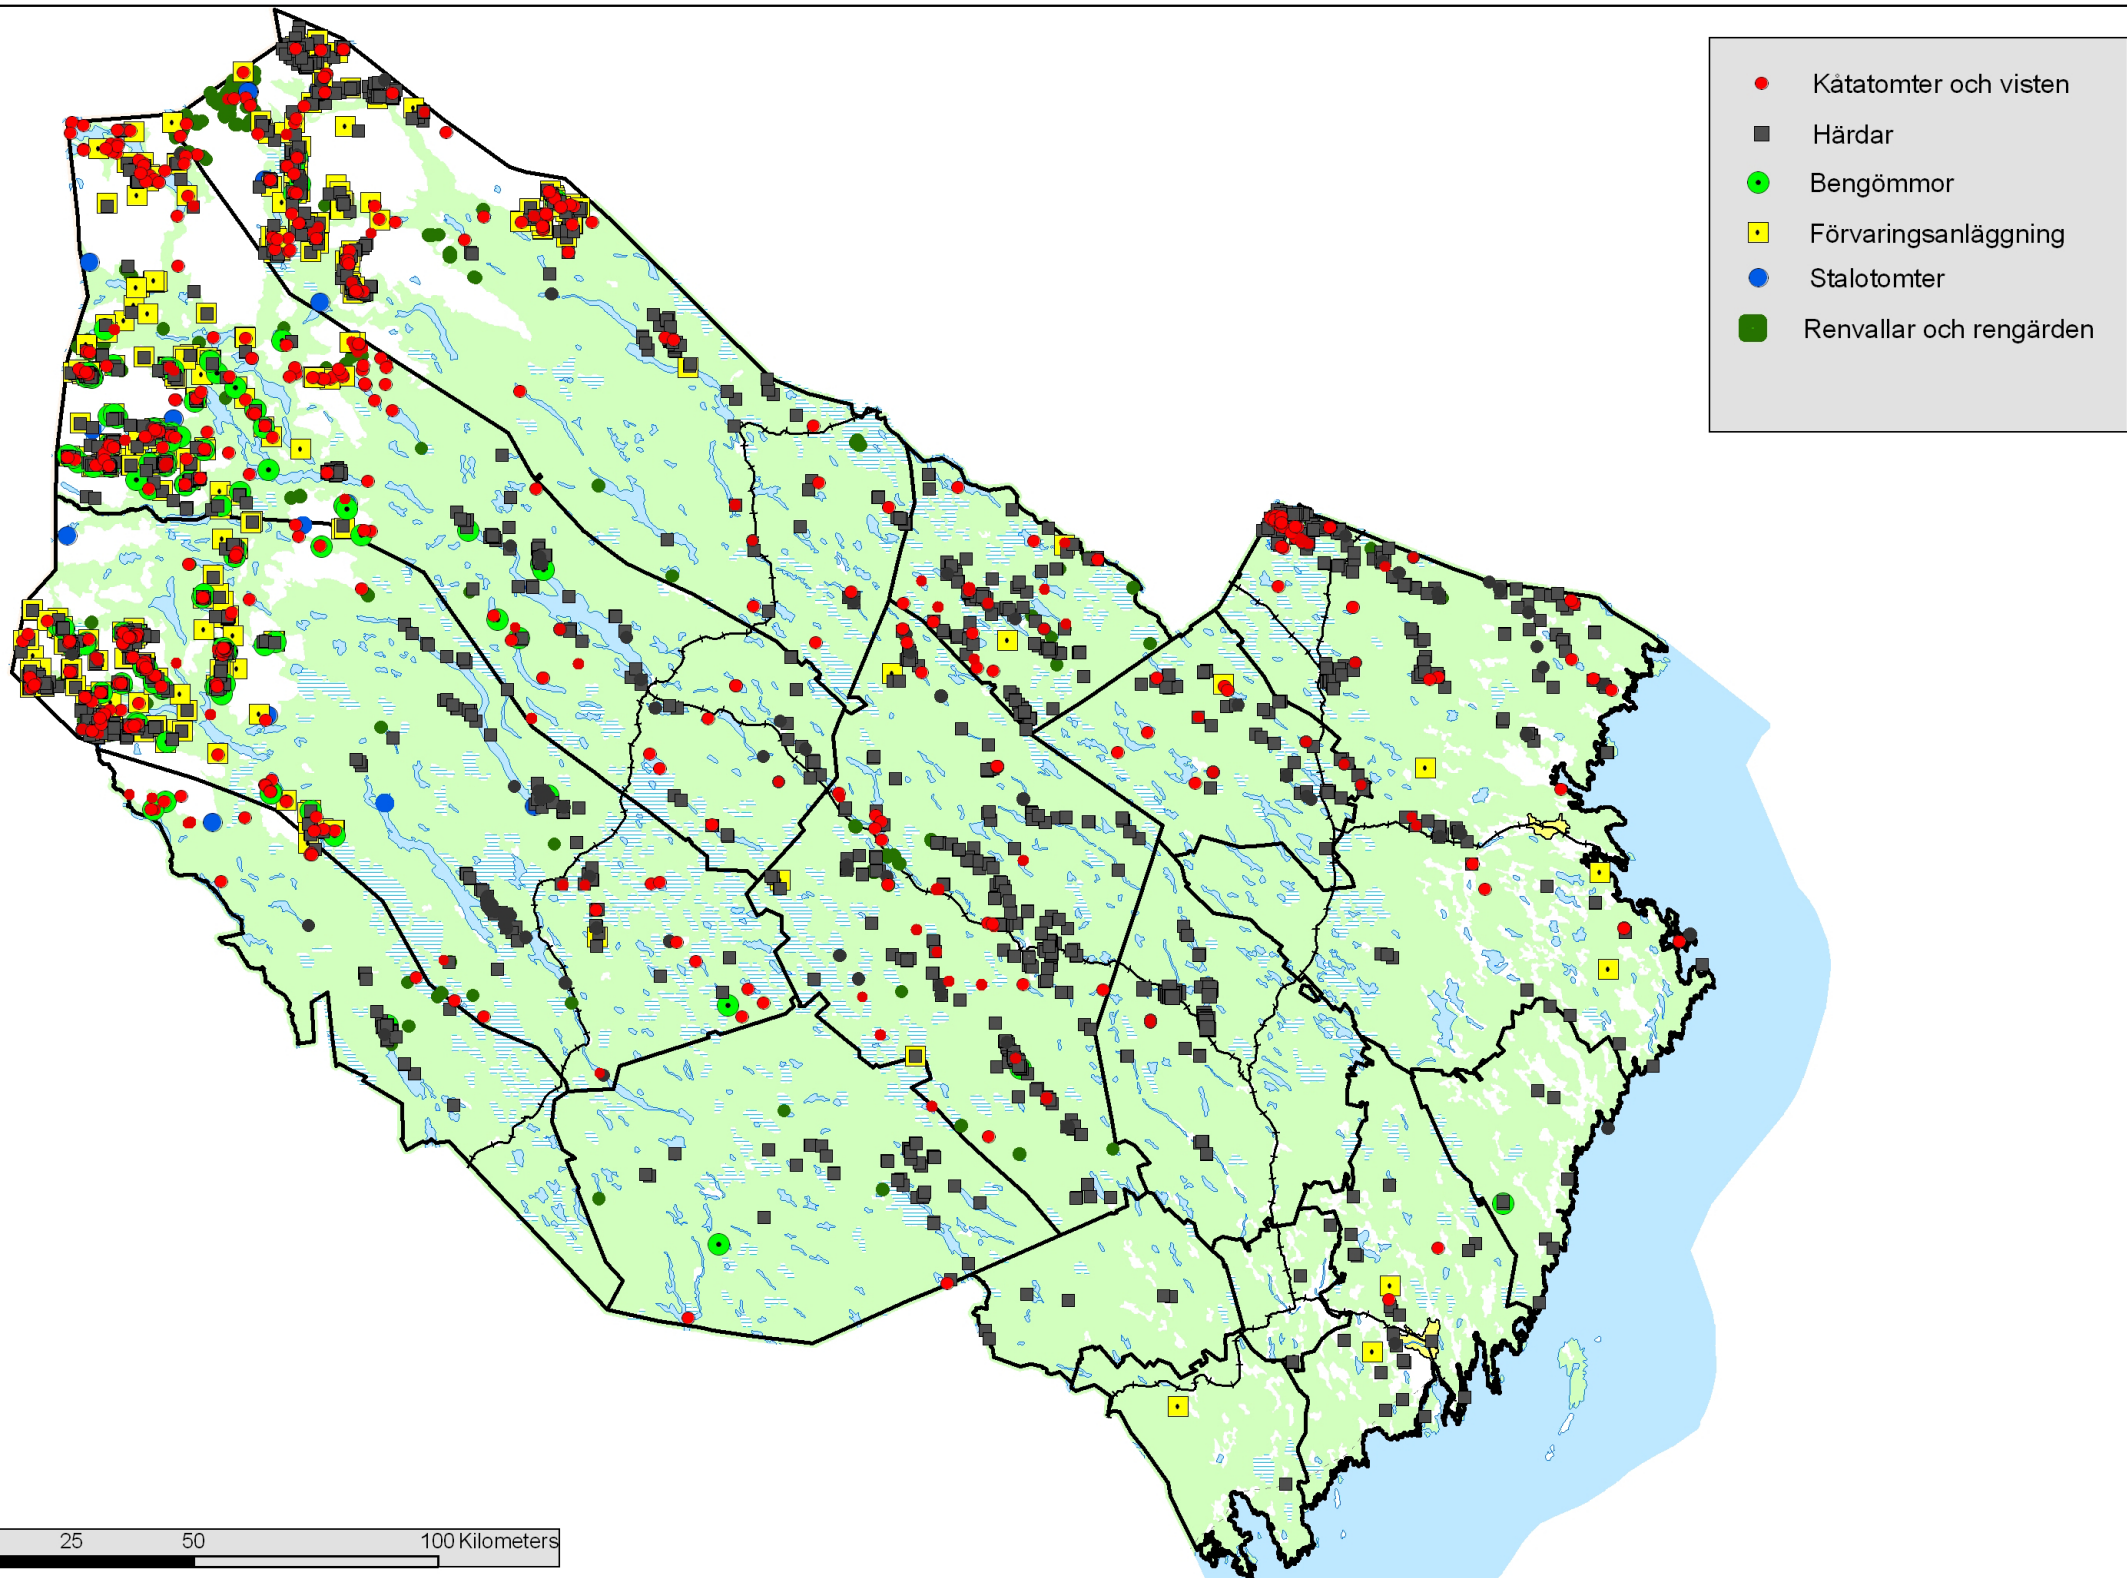 Kåtatomter och visten
Härdar
Bengömmor
Förvaringsanläggning
Stalotomter
Renvallar och rengärden
25 50 100 Kilometers